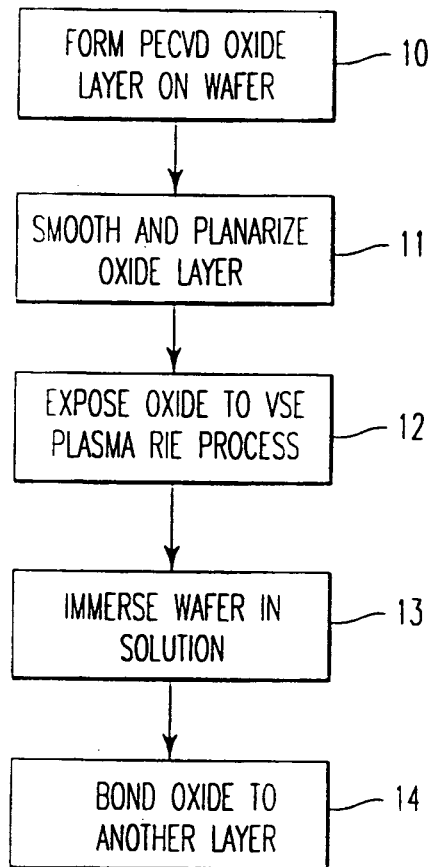 FORM PECVD OXIDE
LAYER ON WAFER
10
SMOOTH AND PLANARIZE
OXIDE LAYER
11
EXPOSE OXIDE TO VSE
PLASMA RIE PROCESS
12
IMMERSE WAFER IN
SOLUTION
13
BOND OXIDE TO
ANOTHER LAYER
14